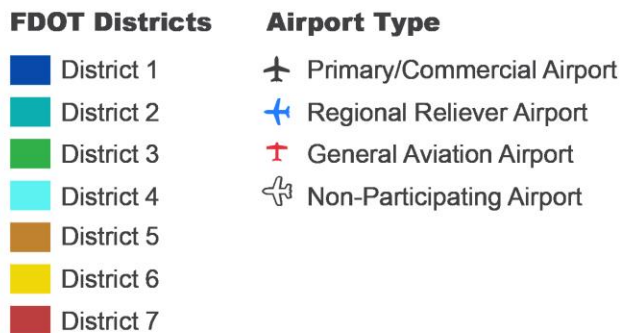 FDOT Districts
District 1
District 2
District 3
District 4
District 5
District 6
District 7
Airport Type
Primary/Commercial Airport
Regional Reliever Airport
General Aviation Airport
Non-Participating Airport